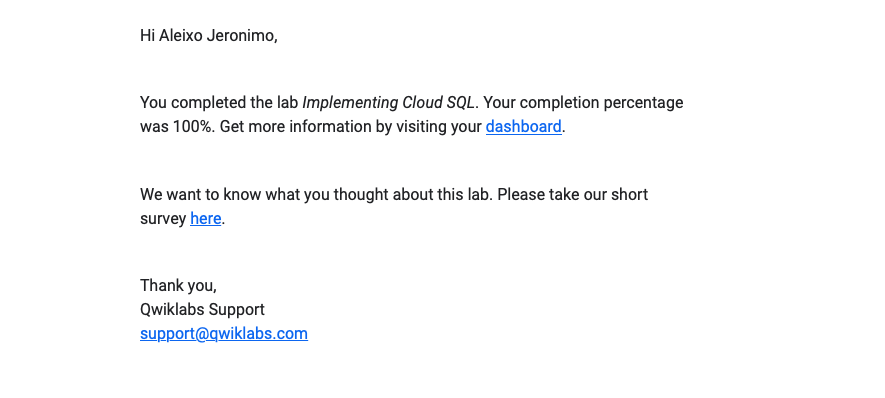 Hi Aleixo Jeronimo,
You completed the lab Implementing Cloud SQL. Your completion percentage
was 100%. Get more information by visiting your dashboard.
We want to know what you thought about this lab. Please take our short
survey here.
Thank you,
Qwiklabs Support
support@qwiklabs.com